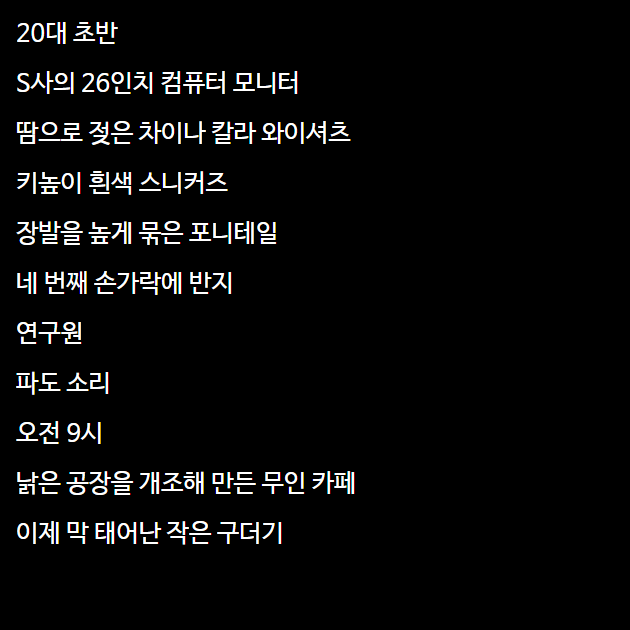 20대 초반
S사의 26인치 컴퓨터 모니터
땀으로 젖은 차이나 칼라 와이셔츠
키높이 흰색 스니커즈
장발을 높게 묶은 포니테일
네 번째 손가락에 반지
연구원
파도 소리
오전 9시
낡은 공장을 개조해 만든 무인 카페
이제 막 태어난 작은 구더기